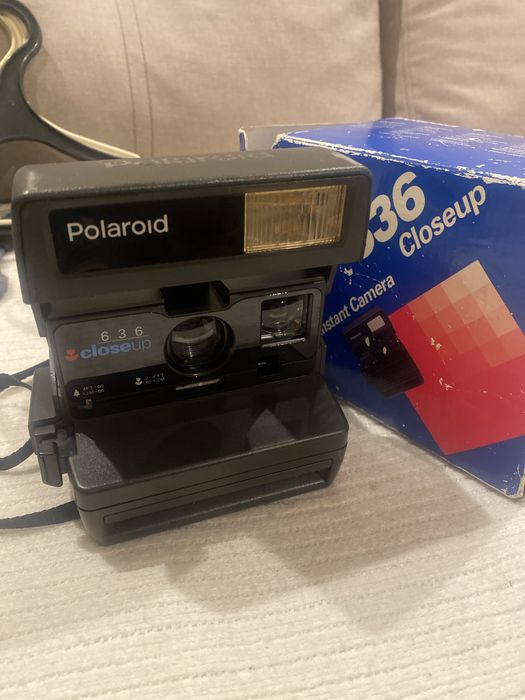 Polaroid
636
closeup
636
Closeup
Instant Camera